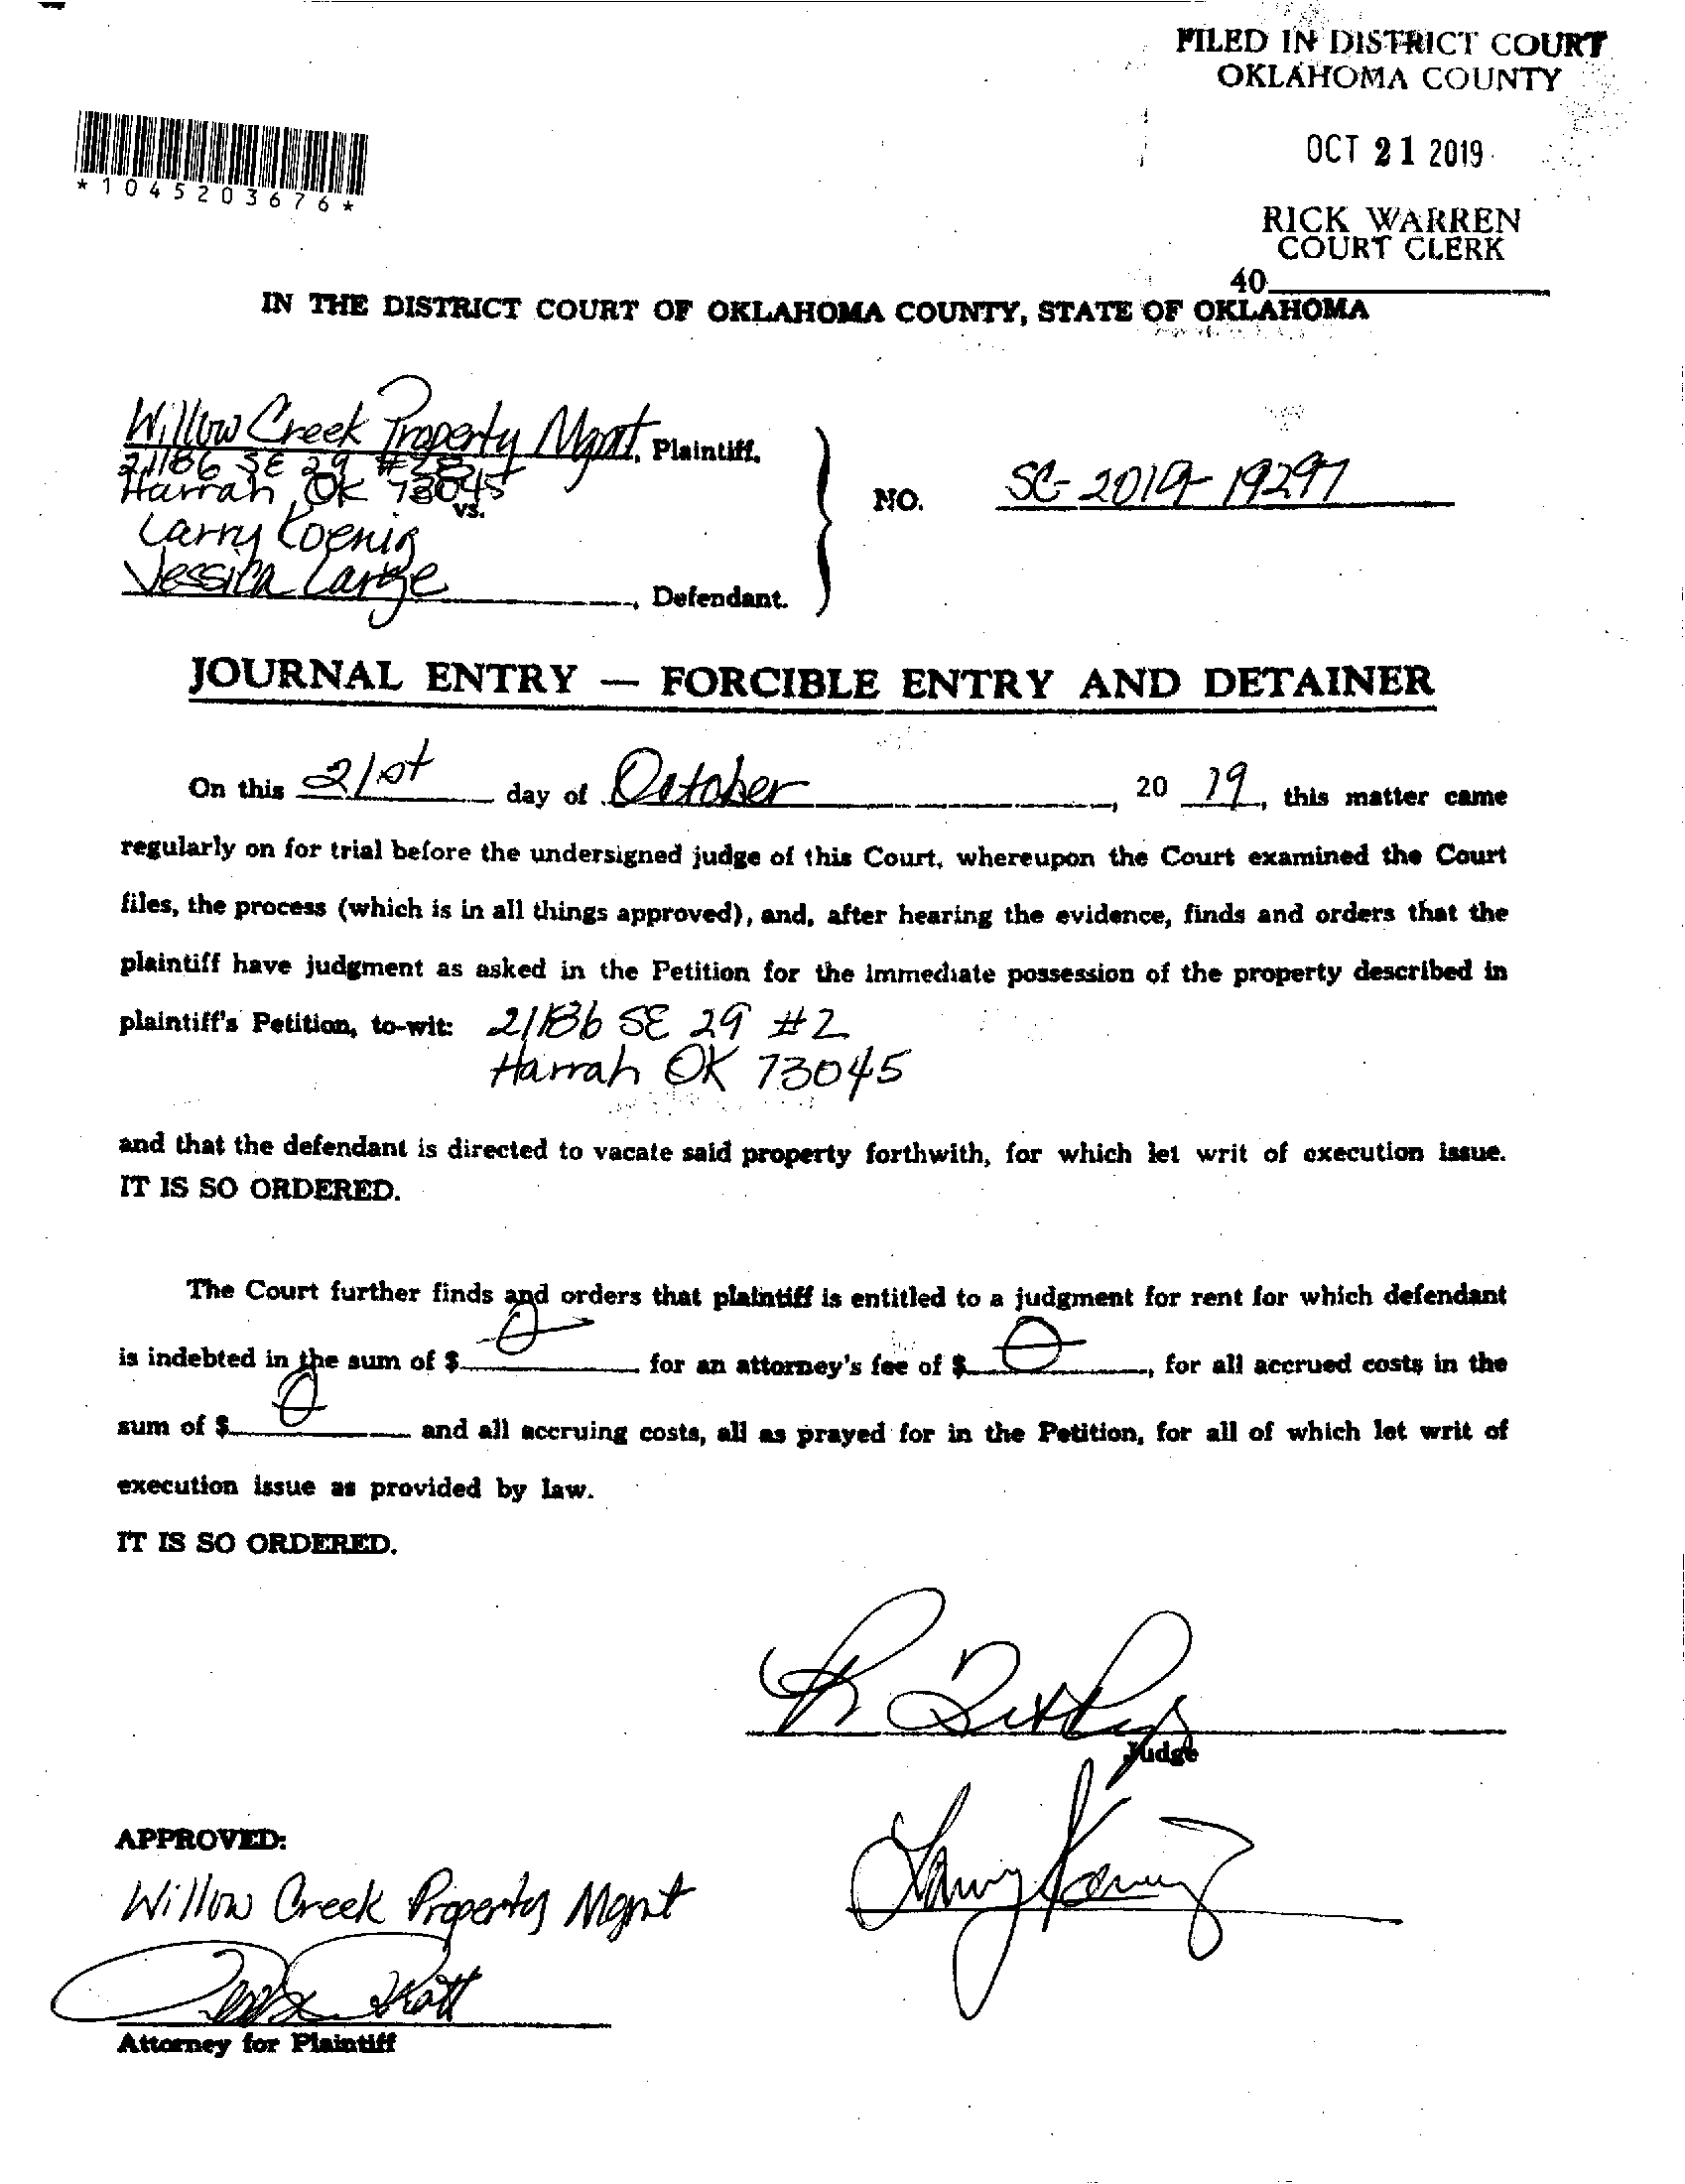 FILED IN DISTRICT COURT
OKLAHOMA COUNTY
OCT 21 2019
*1045203676*
RICK WARREN
COURT CLERK
40
IN THE DISTRICT COURT OF OKLAHOMA COUNTY, STATE OF OKLAHOMA
Willow Creek Property Mgnt, Plaintiff,
21186 SE 29
Harrah, OK 73045
vs.
NO. SC-2019-19297
Larry Koenig
Jessica
, Defendant.
JOURNAL ENTRY — FORCIBLE ENTRY AND DETAINER
On this 21st day of October, 20 19, this matter came
regularly on for trial before the undersigned judge of this Court, whereupon the Court examined the Court
files, the process (which is in all things approved), and, after hearing the evidence, finds and orders that the
plaintiff have judgment as asked in the Petition for the immediate possession of the property described in
plaintiff's Petition, to-wit: 21186 SE 29 #2
Harrah OK 73045
and that the defendant is directed to vacate said property forthwith, for which let writ of execution issue.
IT IS SO ORDERED.
The Court further finds and orders that plaintiff is entitled to a judgment for rent for which defendant
is indebted in the sum of $ 0 for an attorney's fee of $ 0, for all accrued costs in the
sum of $ 0 and all accruing costs, all as prayed for in the Petition, for all of which let writ of
execution issue as provided by law.
IT IS SO ORDERED.
Judge
APPROVED:
Willow Creek Property Mgnt
Larry Koenig
Attorney for Plaintiff